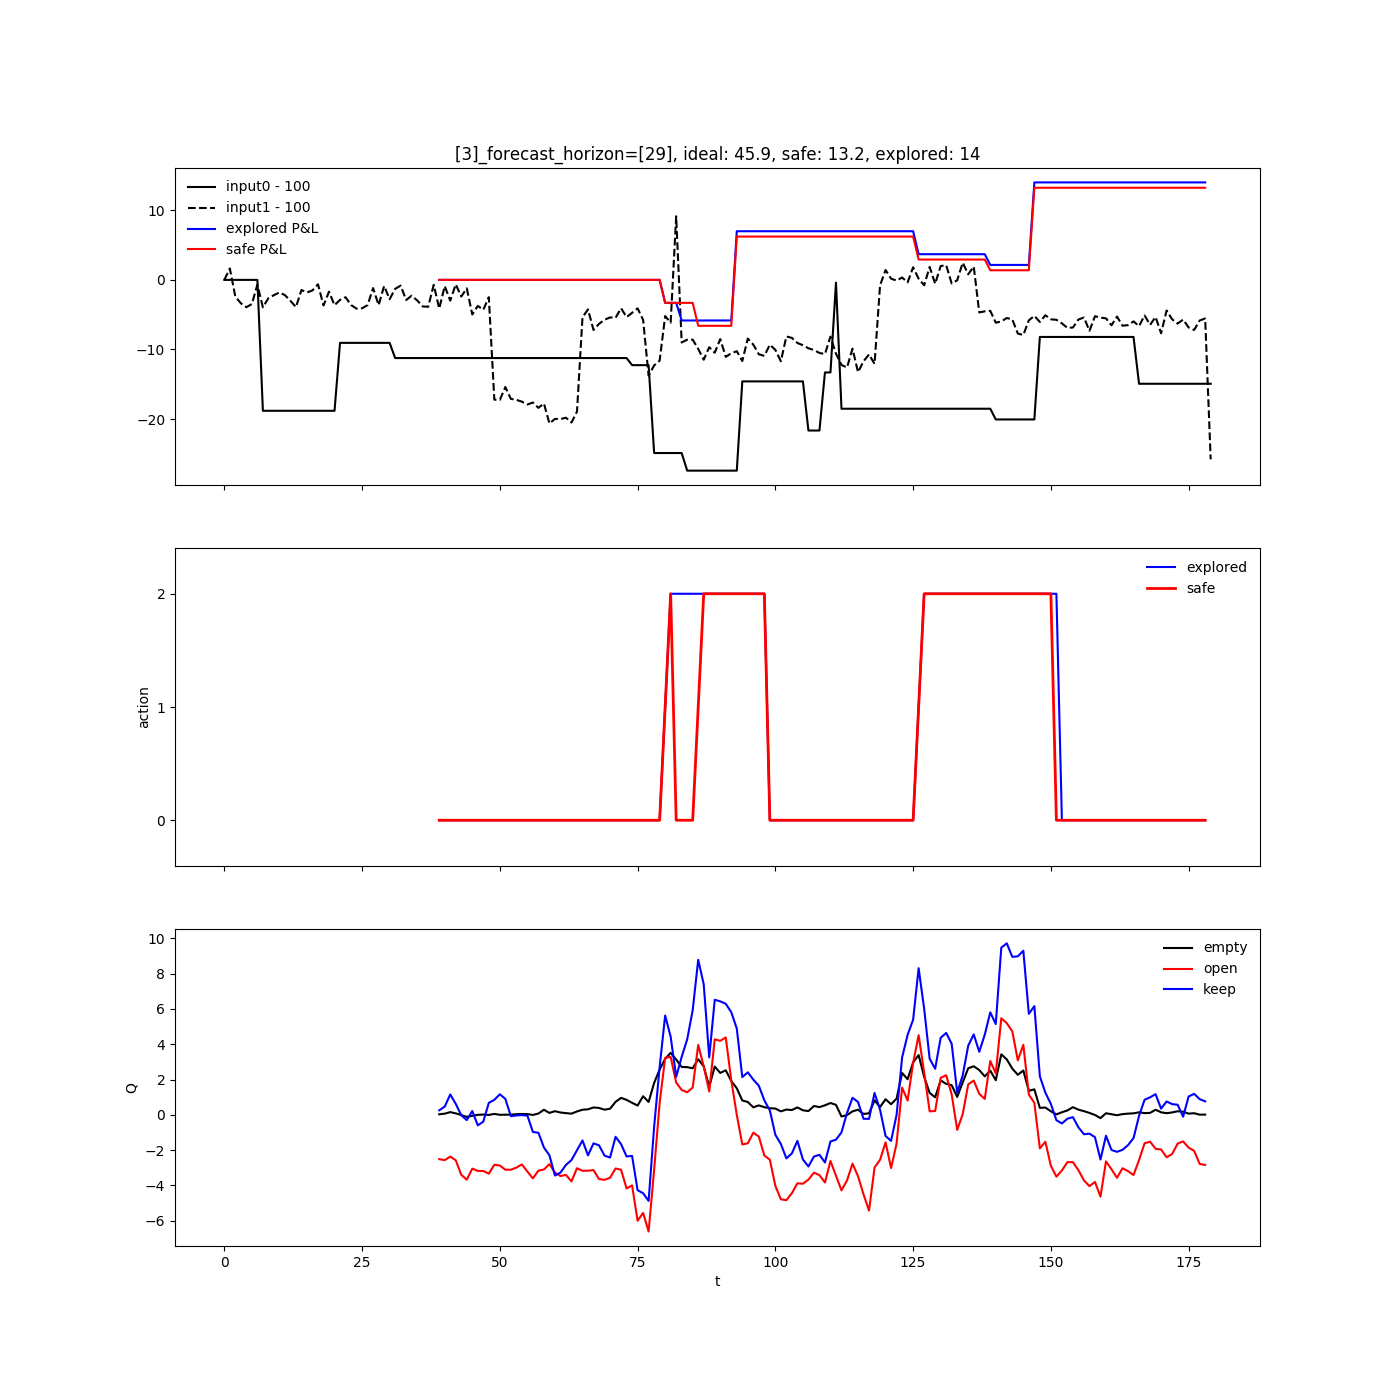 [3]_forecast_horizon=[29], ideal: 45.9, safe: 13.2, explored: 14
input0 - 100
input1 - 100
explored P&L
safe P&L
10
0
−10
−20
explored
safe
2
1
0
action
empty
open
keep
10
8
6
4
2
0
−2
−4
−6
Q
0 25 50 75 100 125 150 175
t